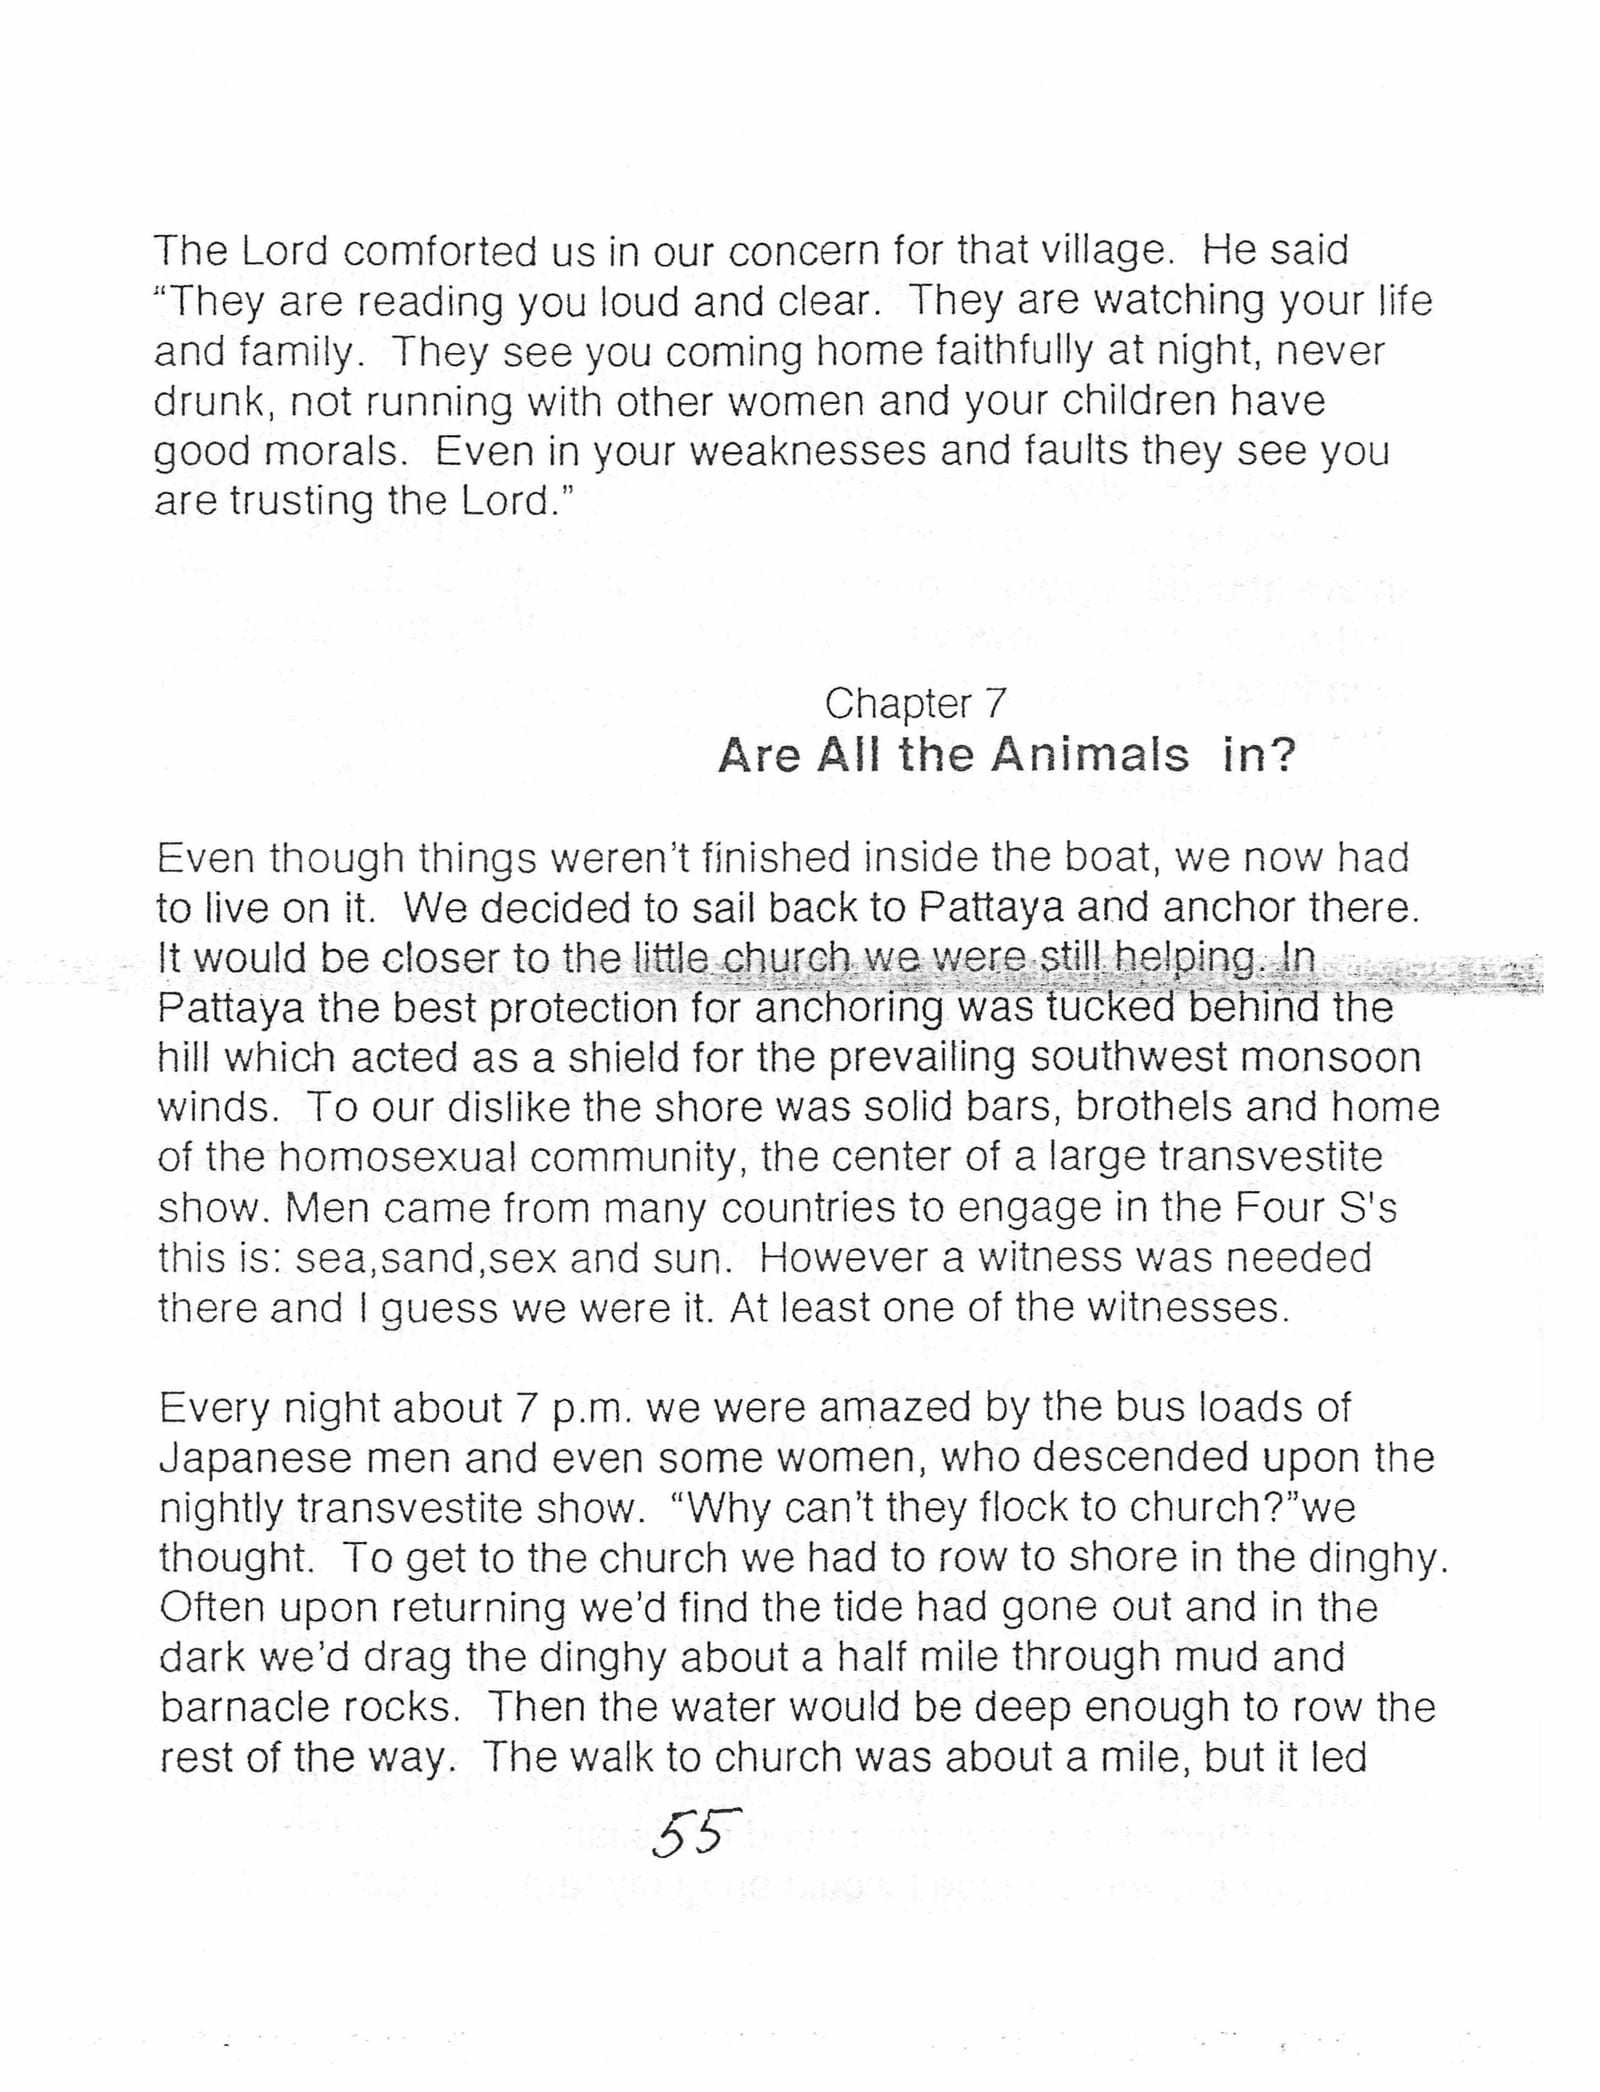 The Lord comforted us in our concern for that village.  He said
“They are reading you loud and clear.  They are watching your life
and family.  They see you coming home faithfully at night, never
drunk, not running with other women and your children have
good morals.  Even in your weaknesses and faults they see you
are trusting the Lord.”
Chapter 7
Are All the Animals  in?
Even though things weren't finished inside the boat, we now had
to live on it.  We decided to sail back to Pattaya and anchor there.
It would be closer to the little church we were still helping. In
Pattaya the best protection for anchoring was tucked behind the
hill which acted as a shield for the prevailing southwest monsoon
winds.  To our dislike the shore was solid bars, brothels and home
of the homosexual community, the center of a large transvestite
show. Men came from many countries to engage in the Four S's
this is: sea,sand,sex and sun.  However a witness was needed
there and I guess we were it. At least one of the witnesses.
Every night about 7 p.m. we were amazed by the bus loads of
Japanese men and even some women, who descended upon the
nightly transvestite show.  “Why can't they flock to church?”we
thought.  To get to the church we had to row to shore in the dinghy.
Often upon returning we'd find the tide had gone out and in the
dark we'd drag the dinghy about a half mile through mud and
barnacle rocks.  Then the water would be deep enough to row the
rest of the way.  The walk to church was about a mile, but it led
55